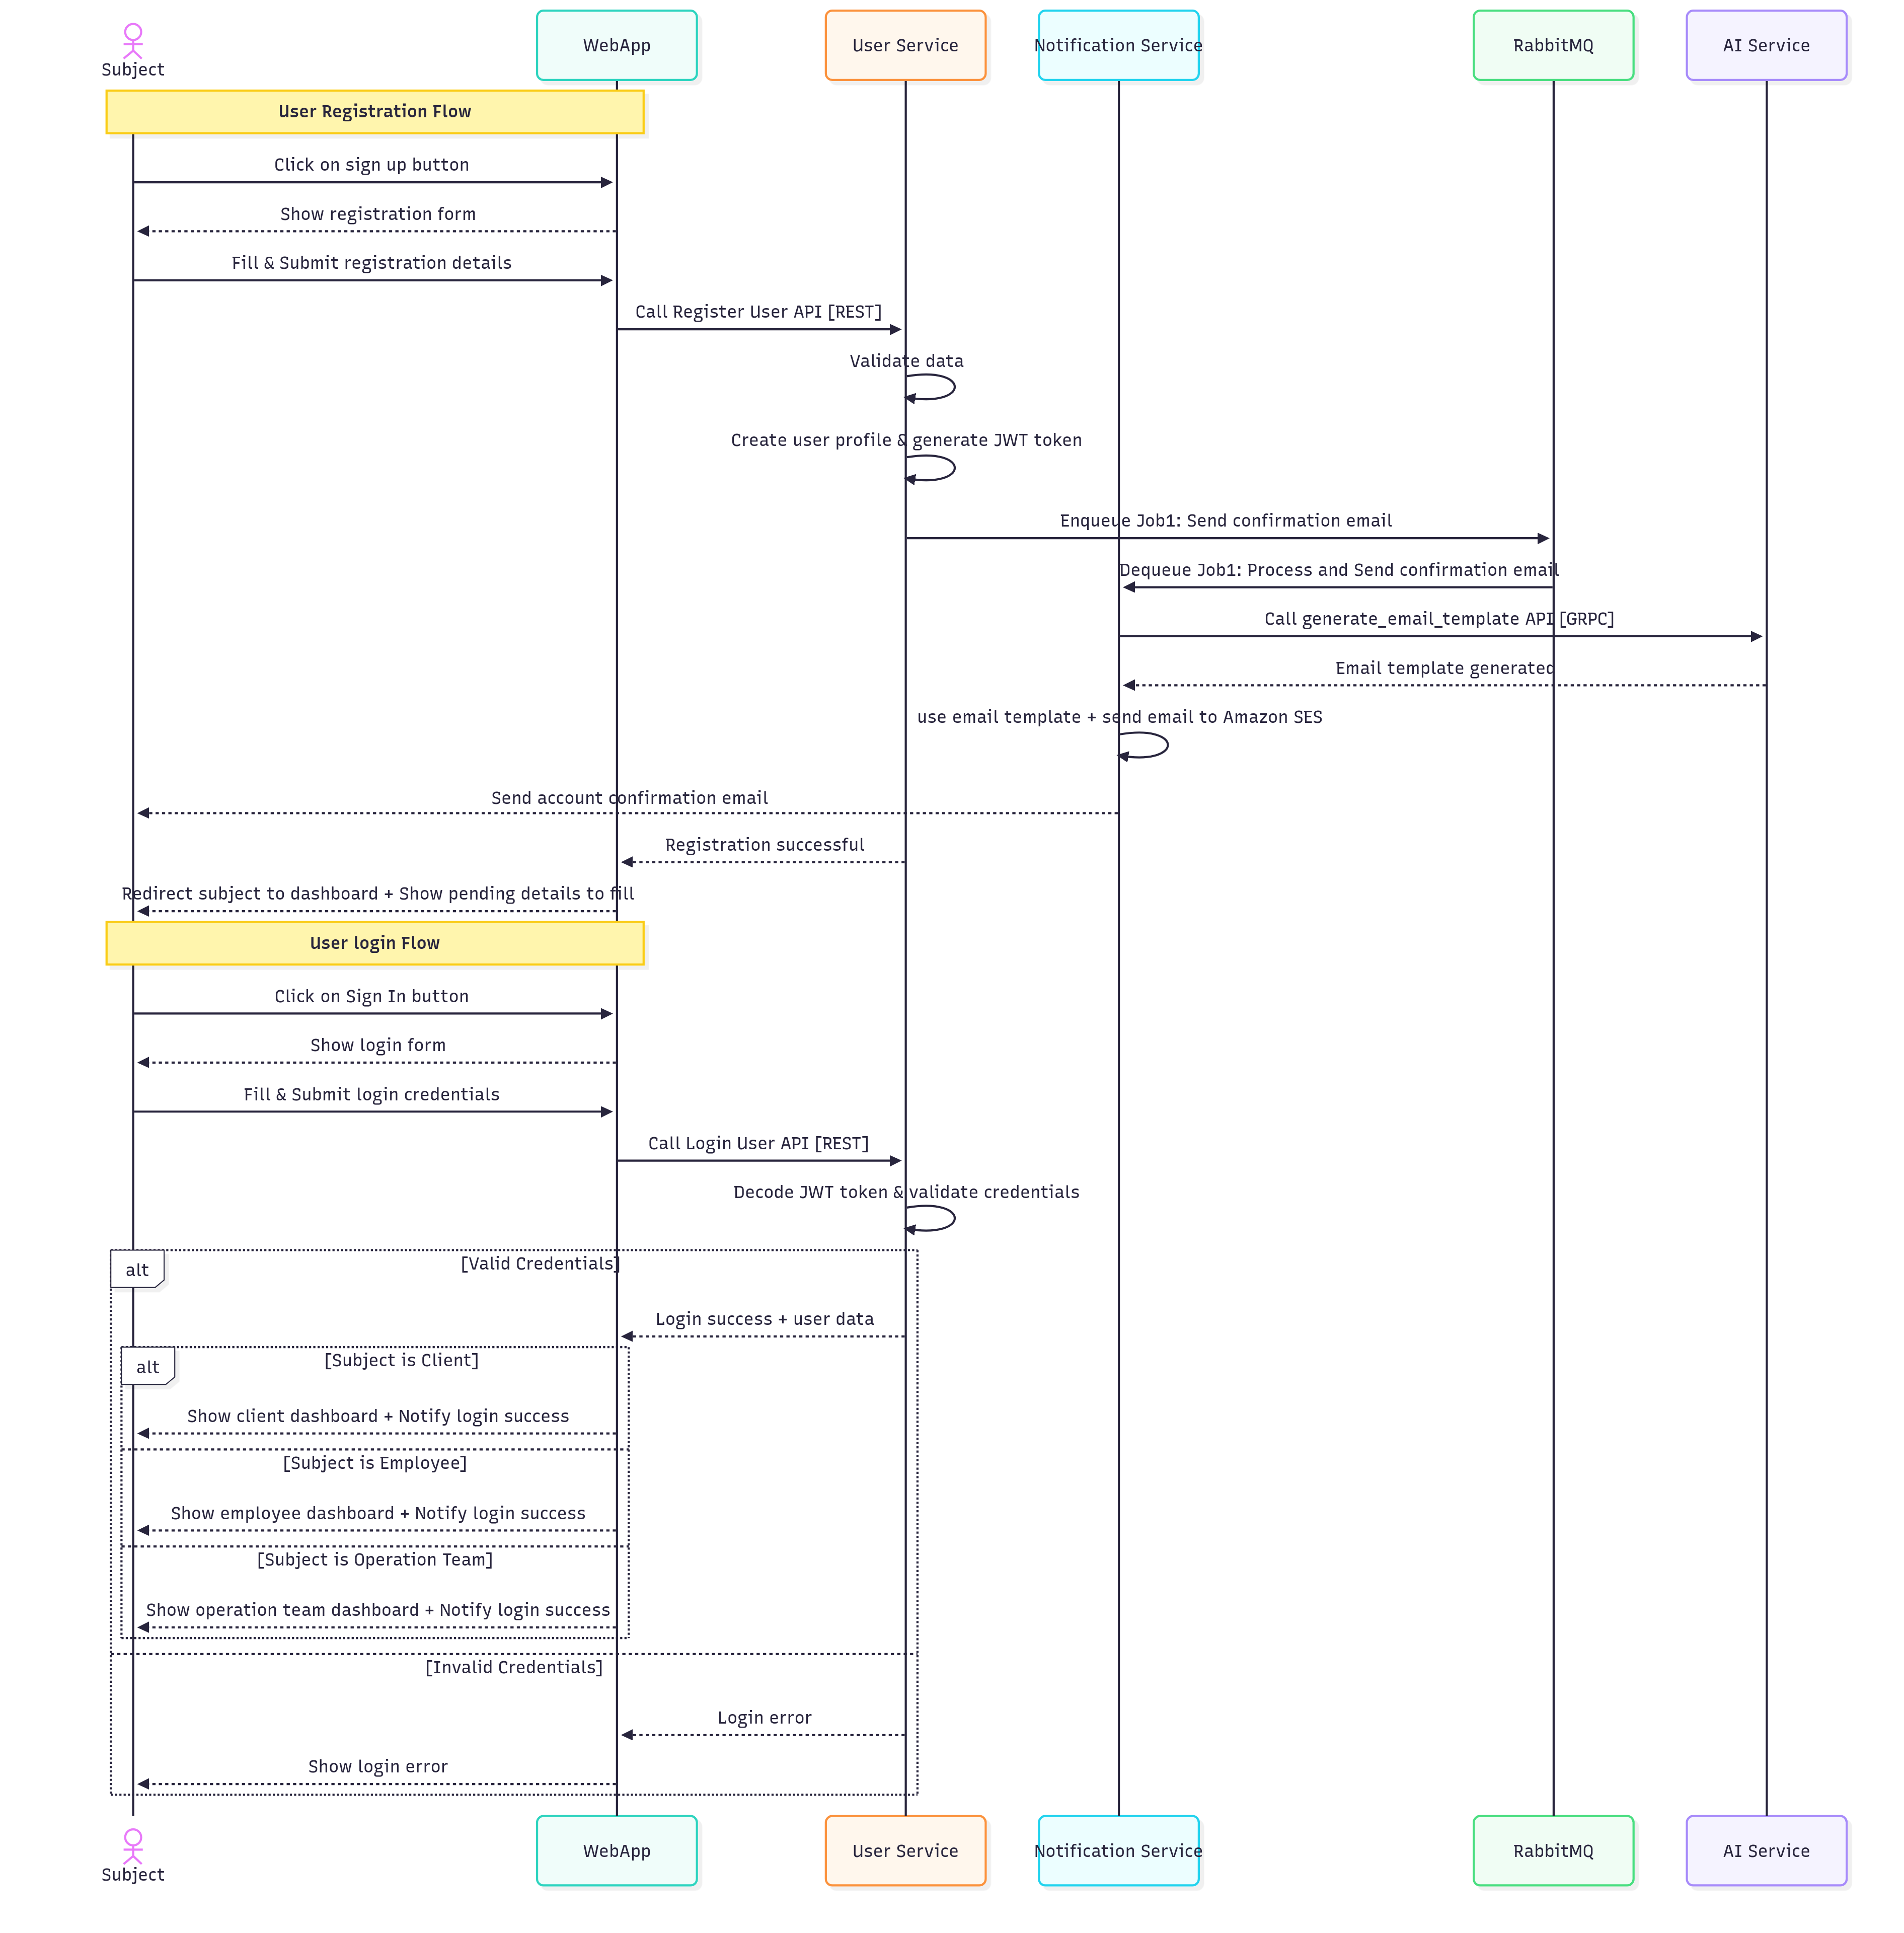 Subject
WebApp
User Service
Notification Service
RabbitMQ
AI Service
User Registration Flow
Click on sign up button
Show registration form
Fill & Submit registration details
Call Register User API [REST]
Validate data
Create user profile & generate JWT token
Enqueue Job1: Send confirmation email
Dequeue Job1: Process and Send confirmation email
Call generate_email_template API [GRPC]
Email template generated
use email template + send email to Amazon SES
Send account confirmation email
Registration successful
Redirect subject to dashboard + Show pending details to fill
User login Flow
Click on Sign In button
Show login form
Fill & Submit login credentials
Call Login User API [REST]
Decode JWT token & validate credentials
alt
[Valid Credentials]
Login success + user data
alt
[Subject is Client]
Show client dashboard + Notify login success
[Subject is Employee]
Show employee dashboard + Notify login success
[Subject is Operation Team]
Show operation team dashboard + Notify login success
[Invalid Credentials]
Login error
Show login error
Subject
WebApp
User Service
Notification Service
RabbitMQ
AI Service